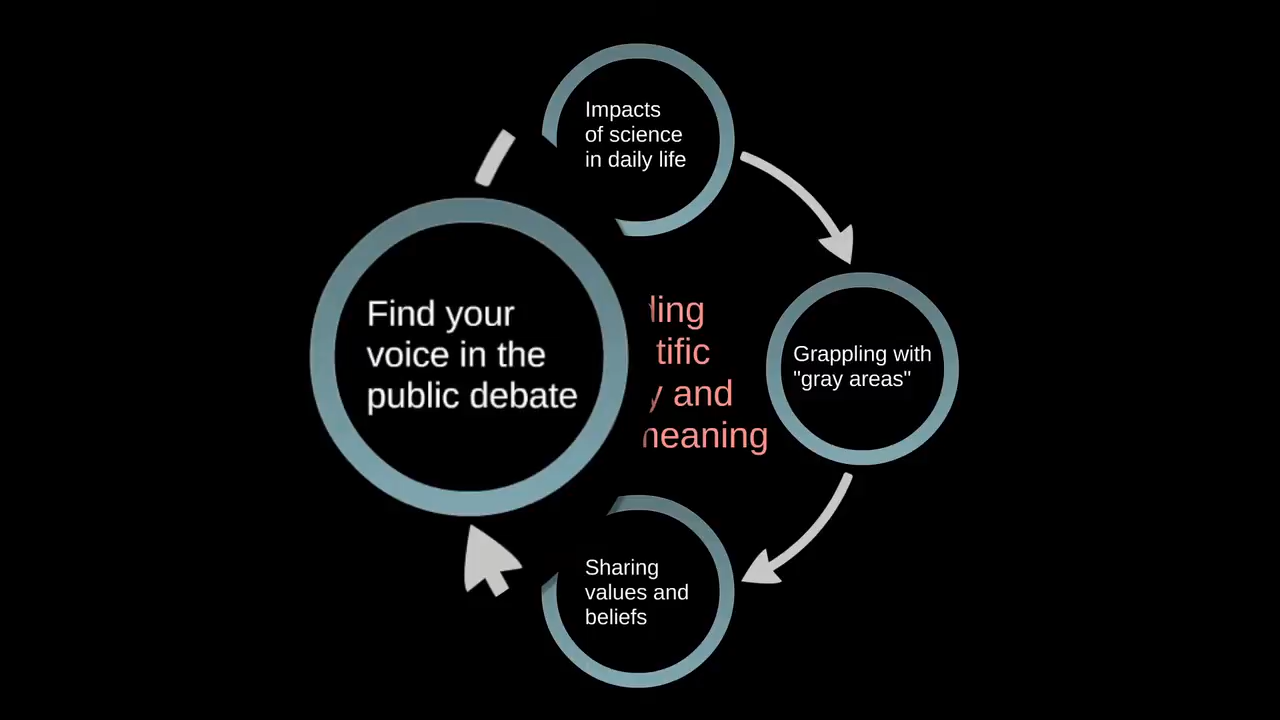 Impacts
of science
in daily life
Find your
voice in the
public debate
and
Grappling with
"gray areas"
Sharing
values and
beliefs